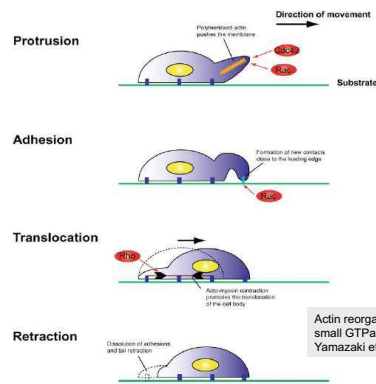 Direction of movement
Protrusion
Polymerised actin
pushes the membrane
Cdc42
Rac
Substrate
Adhesion
Formation of new contacts
close to the leading edge
Rac
Translocation
Rho
Acto-myosin contraction
promotes the translocation
of the cell body
Actin reorga
small GTPa
Yamazaki et
Retraction
Dissolution of adhesions
and tail retraction